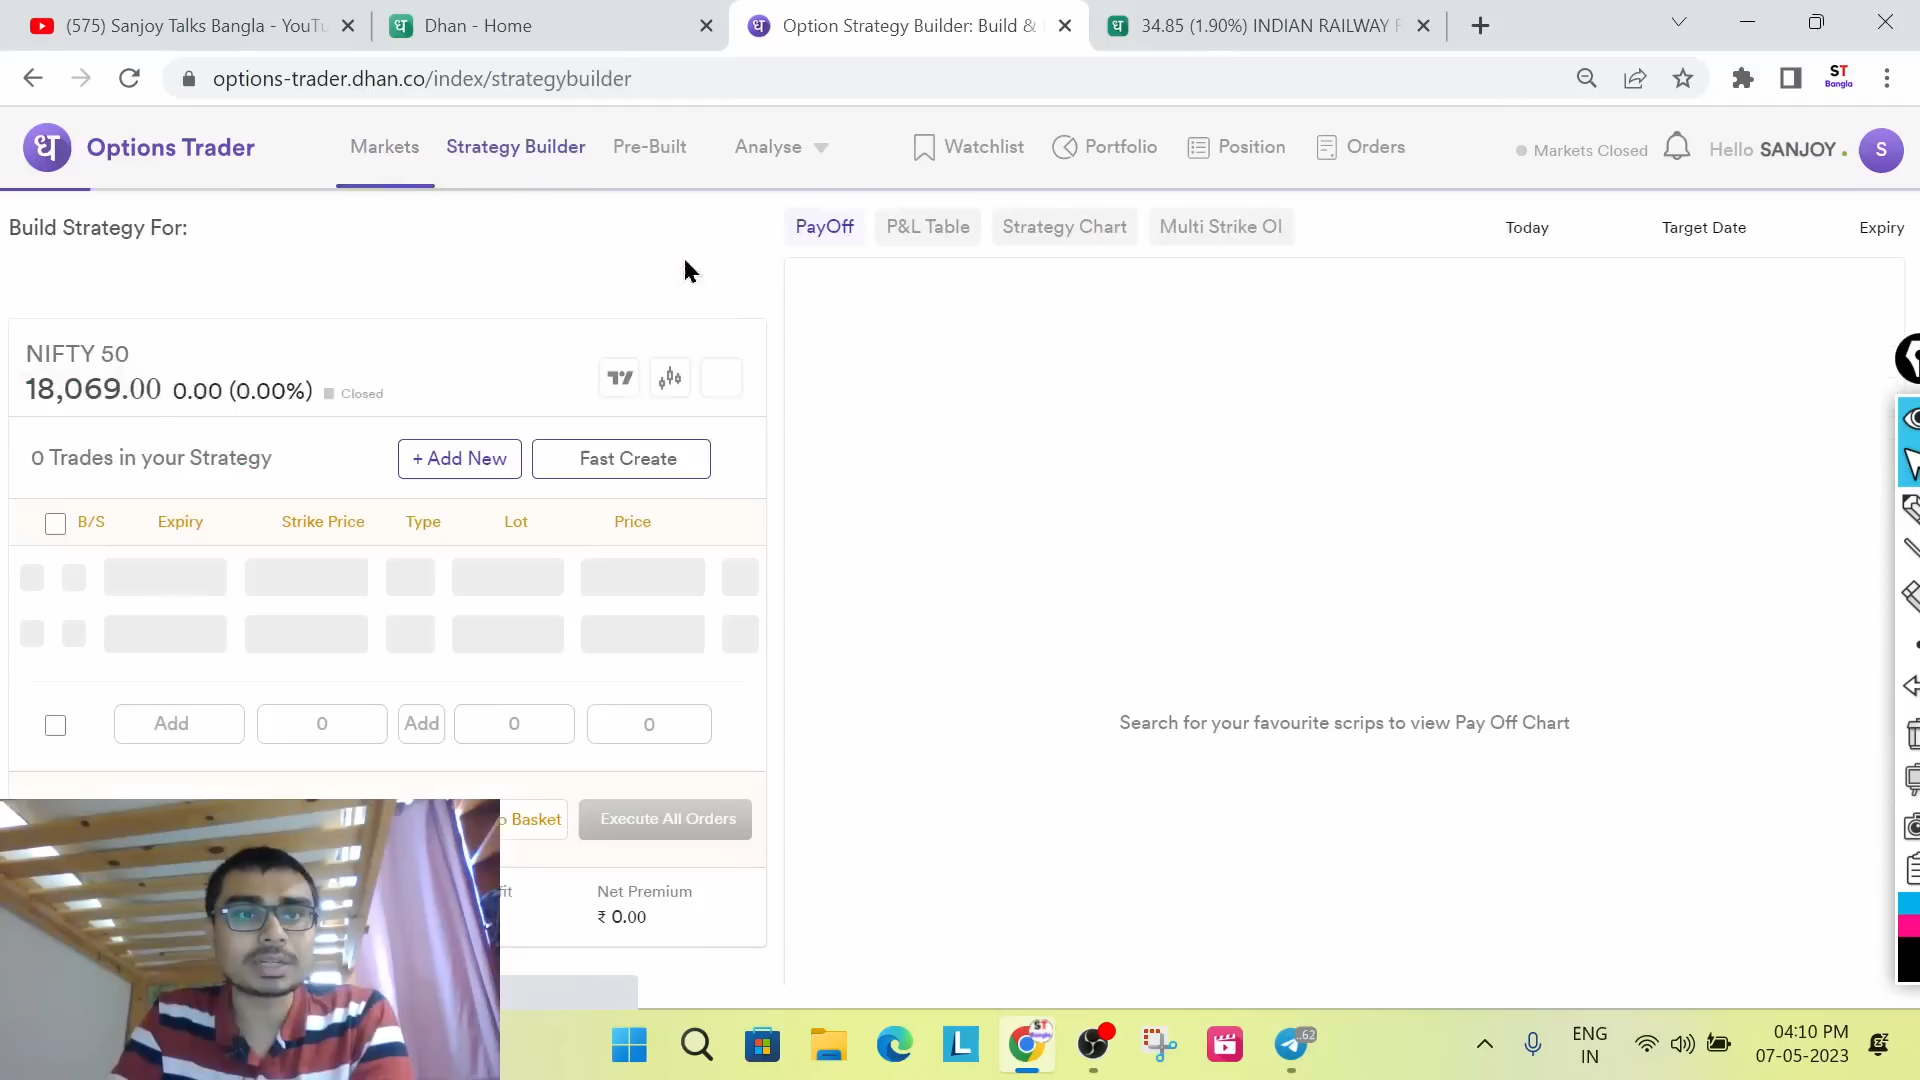 (575) Sanjoy Talks Bangla - YouTu
Dhan - Home
Option Strategy Builder: Build &
34.85 (1.90%) INDIAN RAILWAY F
options-trader.dhan.co/index/strategybuilder
ST
Bangla
ध
Options Trader
Markets
Strategy Builder
Pre-Built
Analyse
Watchlist
Portfolio
Position
Orders
Markets Closed
Hello SANJOY .
S
Build Strategy For:
PayOff
P&L Table
Strategy Chart
Multi Strike OI
Today
Target Date
Expiry
NIFTY 50
18,069.00 0.00 (0.00%) Closed
0 Trades in your Strategy
+ Add New
Fast Create
B/S
Expiry
Strike Price
Type
Lot
Price
Add
0
Add
0
0
Search for your favourite scrips to view Pay Off Chart
o Basket
Execute All Orders
fit
Net Premium
₹ 0.00
ENG
IN
04:10 PM
07-05-2023